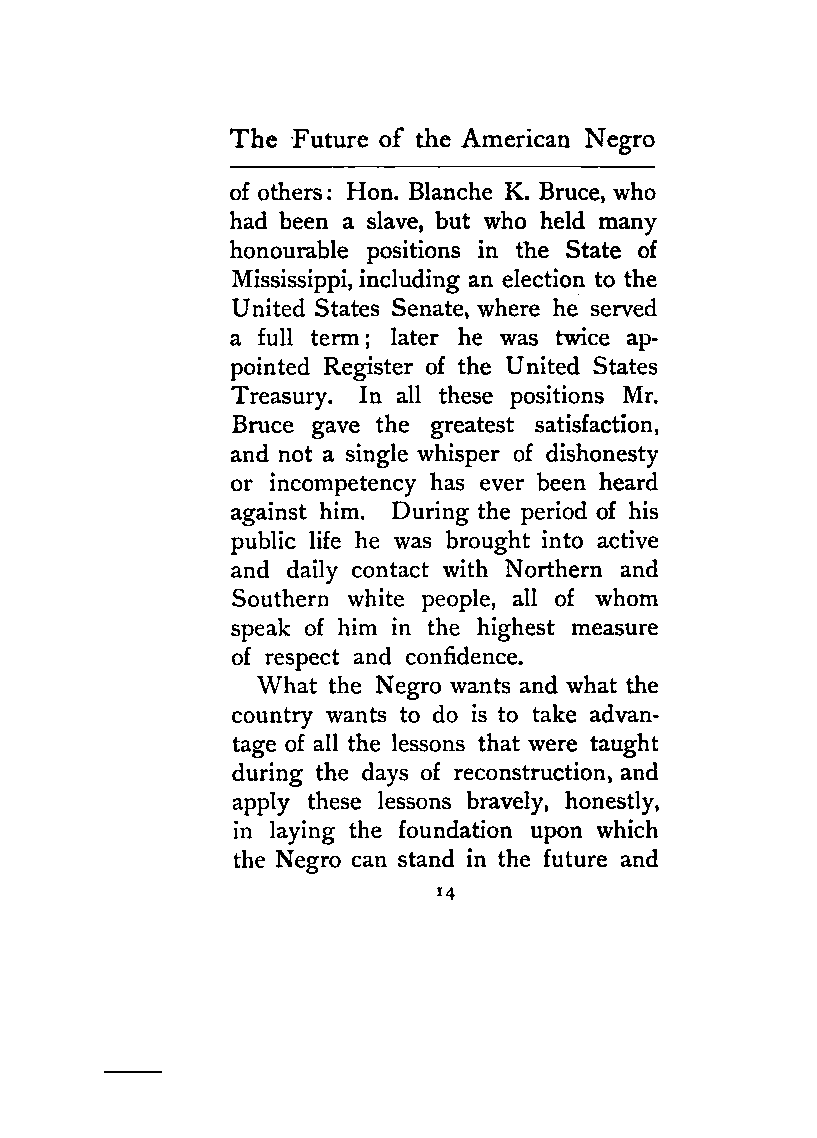 The Future of the American Negro
of others: Hon. Blanche K. Bruce, who
had been a slave, but who held many
honourable positions in the State of
Mississippi, including an election to the
United States Senate, where he served
a full term; later he was twice ap-
pointed Register of the United States
Treasury. In all these positions Mr.
Bruce gave the greatest satisfaction,
and not a single whisper of dishonesty
or incompetency has ever been heard
against him. During the period of his
public life he was brought into active
and daily contact with Northern and
Southern white people, all of whom
speak of him in the highest measure
of respect and confidence.
What the Negro wants and what the
country wants to do is to take advan-
tage of all the lessons that were taught
during the days of reconstruction, and
apply these lessons bravely, honestly,
in laying the foundation upon which
the Negro can stand in the future and
14